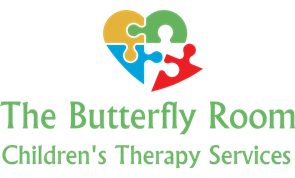 The Butterfly Room
Children's Therapy Services